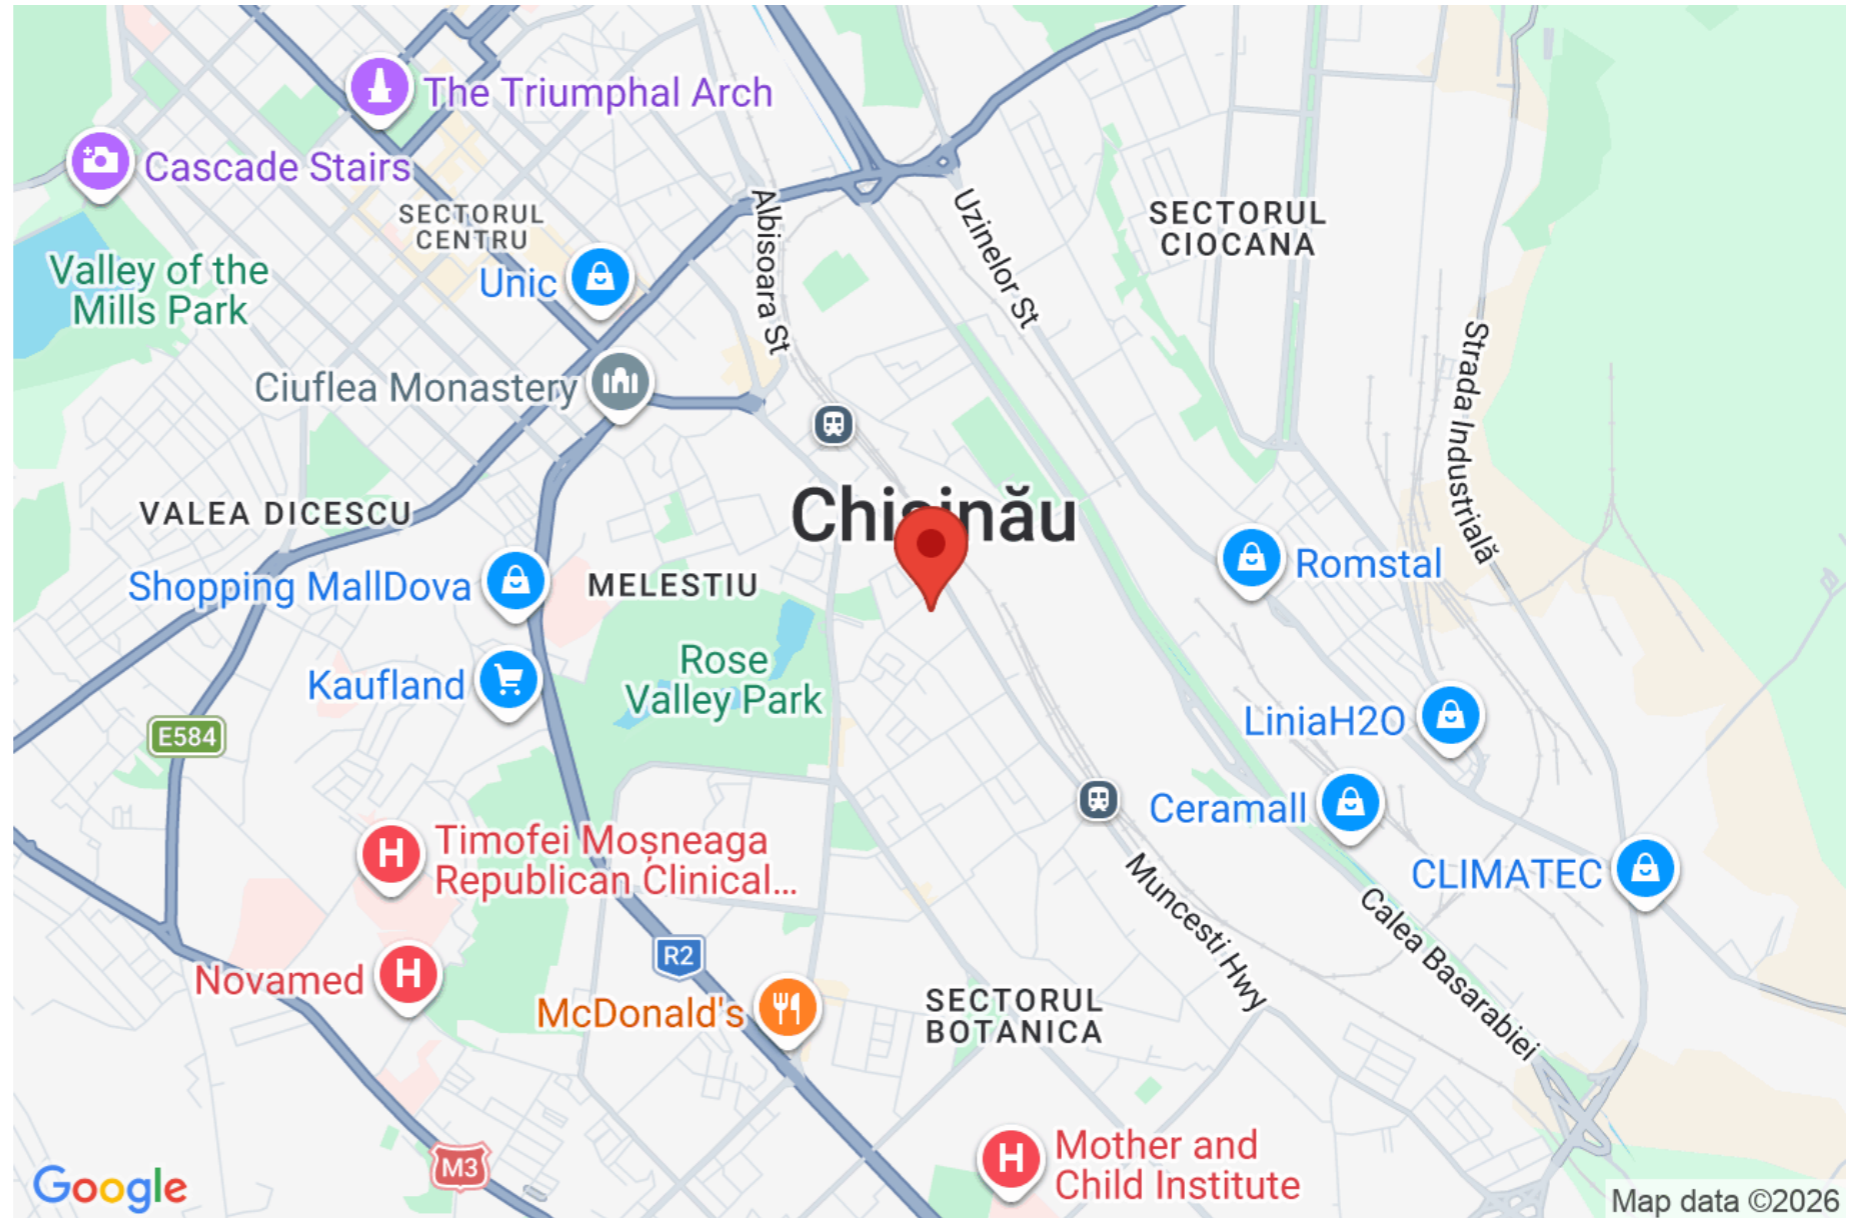 The Triumphal Arch
Cascade Stairs
SECTORUL
CENTRU
Valley of the
Mills Park
Unic
Albisoara St
Uzinelor St
SECTORUL
CIOCANA
Strada Industrială
Ciuflea Monastery
VALEA DICESCU
Chișinău
Shopping MallDova
MELESTIU
Romstal
Rose
Valley Park
Kaufland
E584
LiniaH2O
Ceramall
CLIMATEC
H
Timofei Moșneaga
Republican Clinical...
Muncesti Hwy
Calea Basarabiei
R2
Novamed
H
McDonald's
SECTORUL
BOTANICA
M3
H
Mother and
Child Institute
Google
Map data ©2026